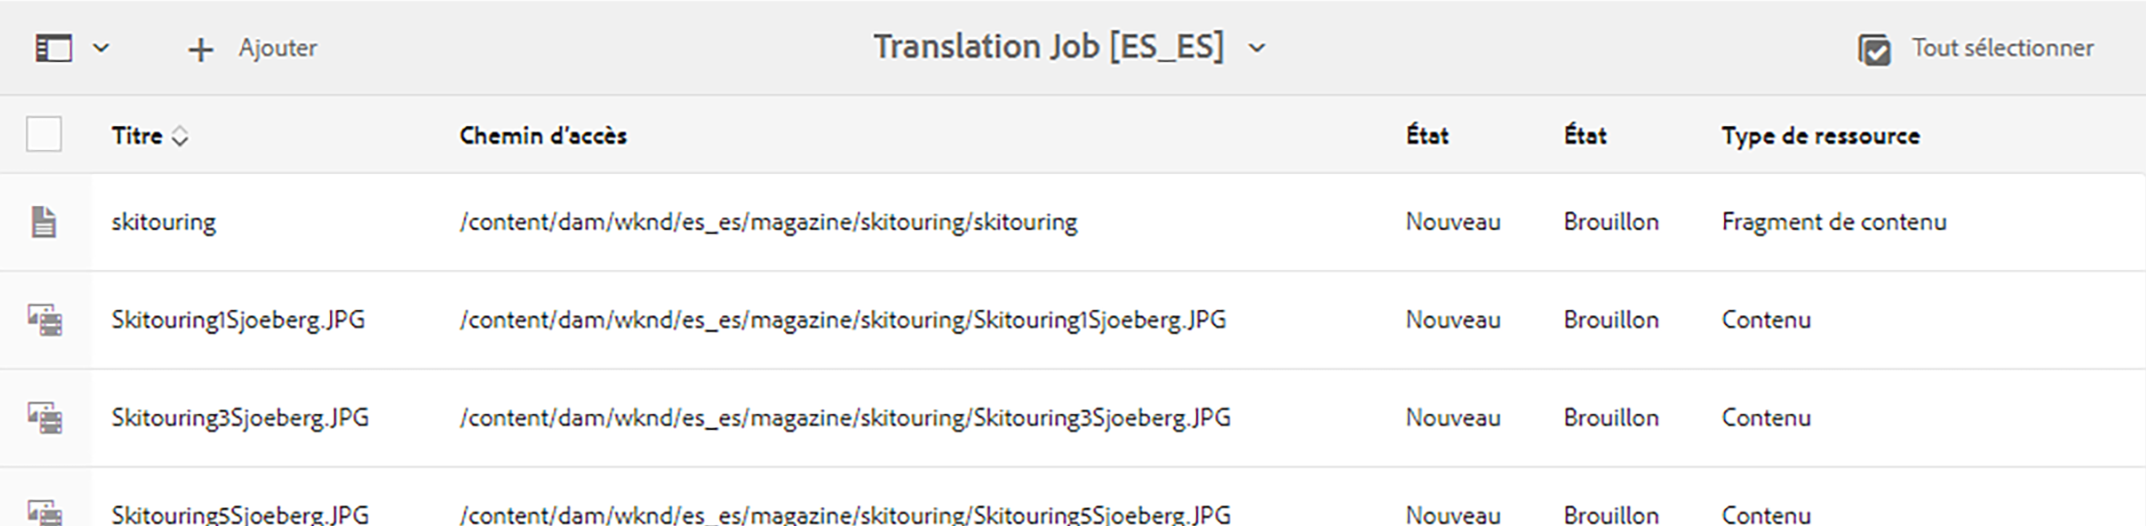 Ajouter Translation Job [ES_ES] Tout sélectionner
Titre Chemin d'accès État État Type de ressource
skitouring /content/dam/wknd/es_es/magazine/skitouring/skitouring Nouveau Brouillon Fragment de contenu
Skitouring1Sjoeberg.JPG /content/dam/wknd/es_es/magazine/skitouring/Skitouring1Sjoeberg.JPG Nouveau Brouillon Contenu
Skitouring3Sjoeberg.JPG /content/dam/wknd/es_es/magazine/skitouring/Skitouring3Sjoeberg.JPG Nouveau Brouillon Contenu
Skitouring5Sjoeberg.JPG /content/dam/wknd/es_es/magazine/skitouring/Skitouring5Sjoeberg.JPG Nouveau Brouillon Contenu